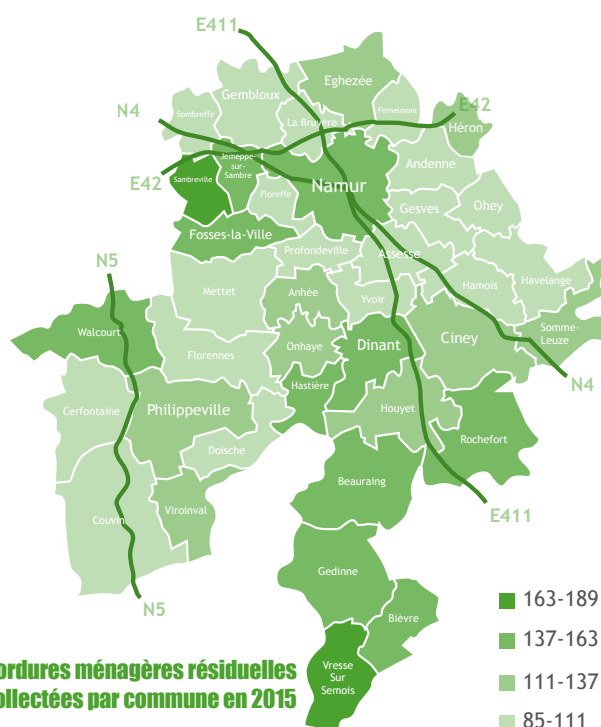 E411
Eghezée
Gembloux
N4
Sombreffe
Fernelmont
E42
La Bruyère
Héron
Jemeppe-
sur-
Sambre
Andenne
E42
Sambreville
Namur
Floreffe
Gesves
Ohey
Fosses-la-Ville
Profondeville
Assesse
N5
Mettet
Anhée
Yvoir
Hamois
Havelange
Walcourt
Somme-
Leuze
Florennes
Onhaye
Dinant
Ciney
N4
Hastière
Cerfontaine
Philippeville
Houyet
Rochefort
Doische
Beauraing
Viroinval
Couvin
E411
Gedinne
N5
Bièvre
Vresse
Sur
Semois
163-189
137-163
111-137
85-111
ordures ménagères résiduelles
ollectées par commune en 2015